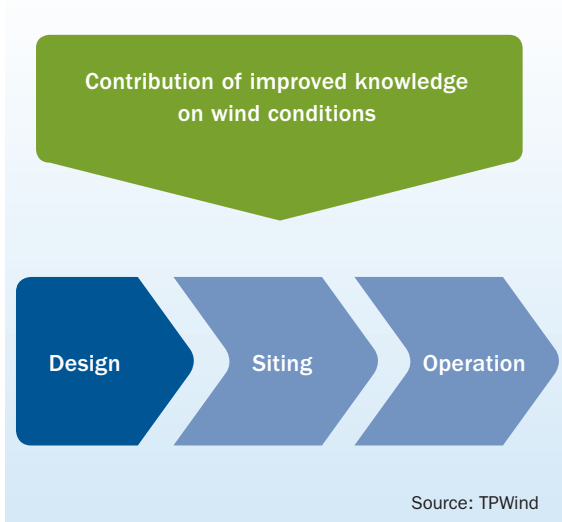 Contribution of improved knowledge
on wind conditions
Design
Siting
Operation
Source: TPWind